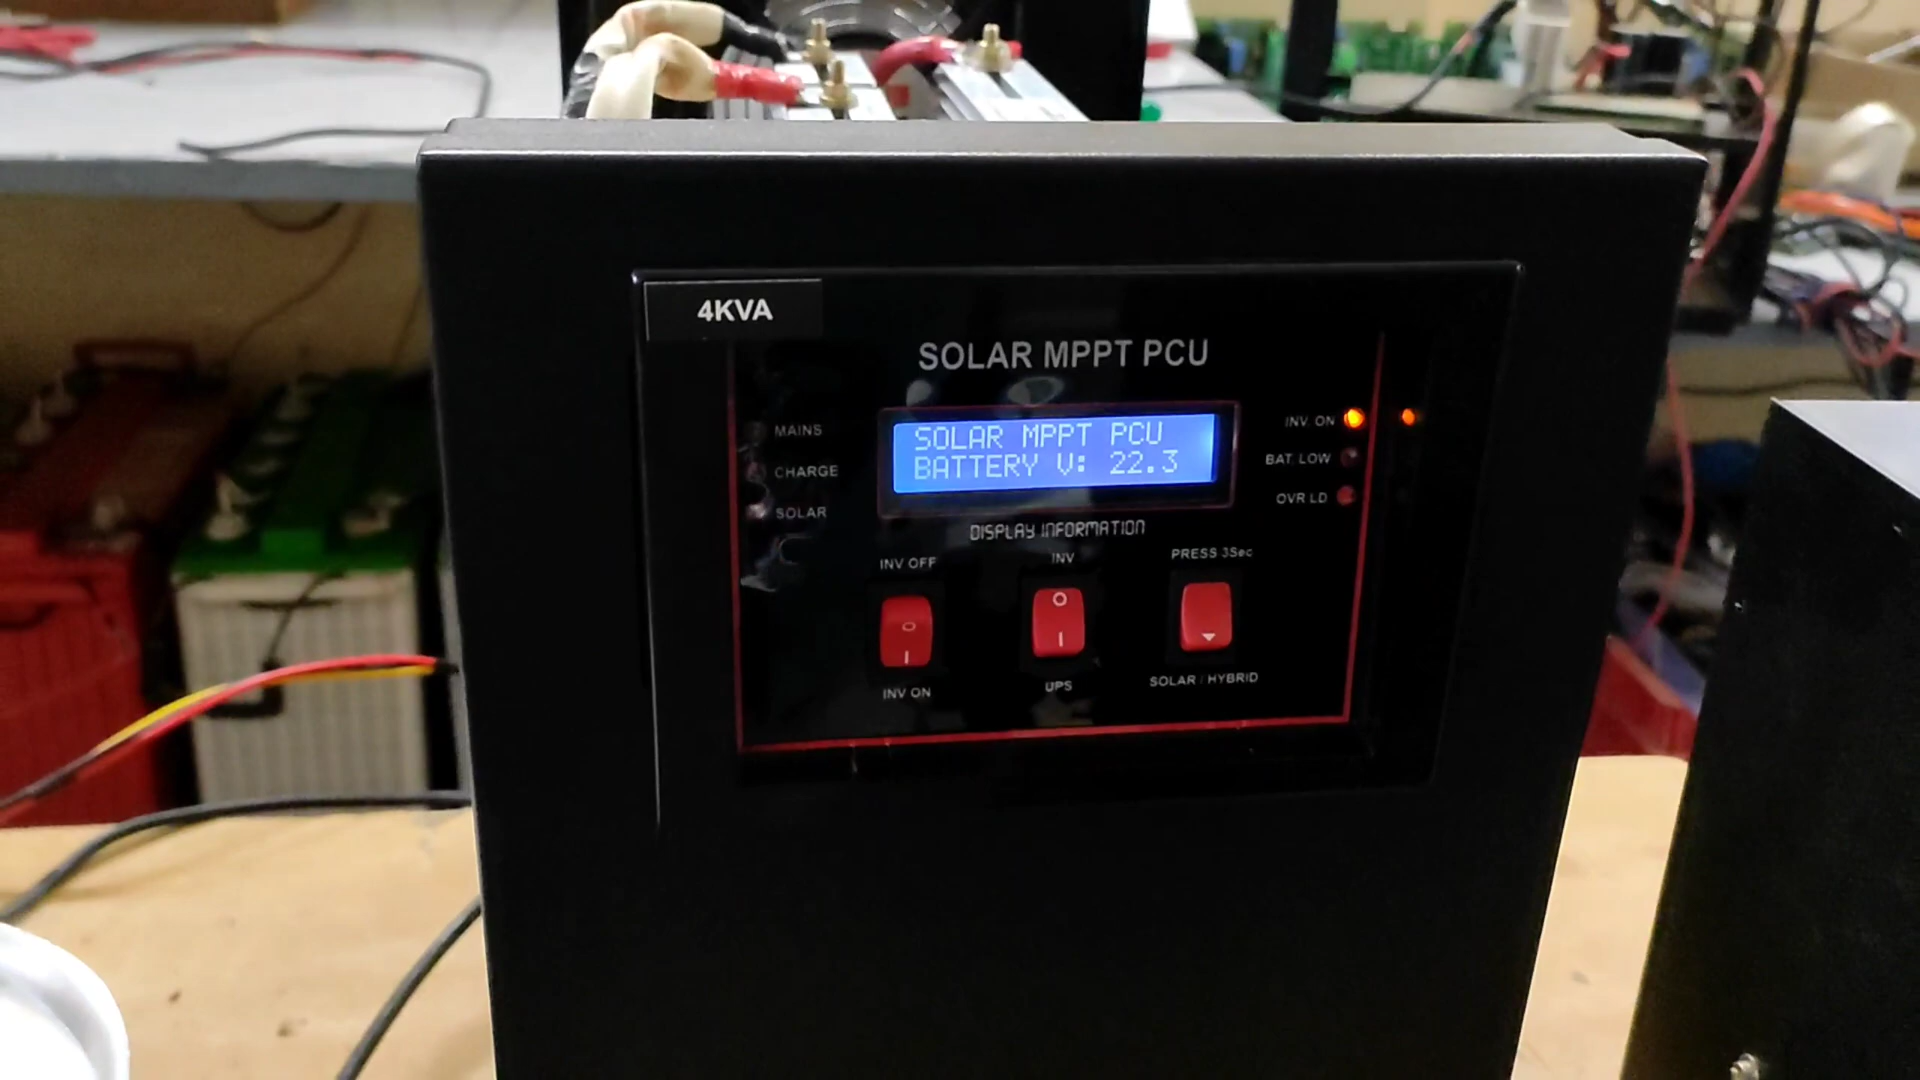 4KVA
SOLAR MPPT PCU
MAINS
CHARGE
SOLAR
SOLAR MPPT PCU
BATTERY V: 22.3
INV. ON
BAT. LOW
OVR LD
DISPLAY INFORMATION
INV OFF
INV
PRESS 3Sec
INV ON
UPS
SOLAR / HYBRID